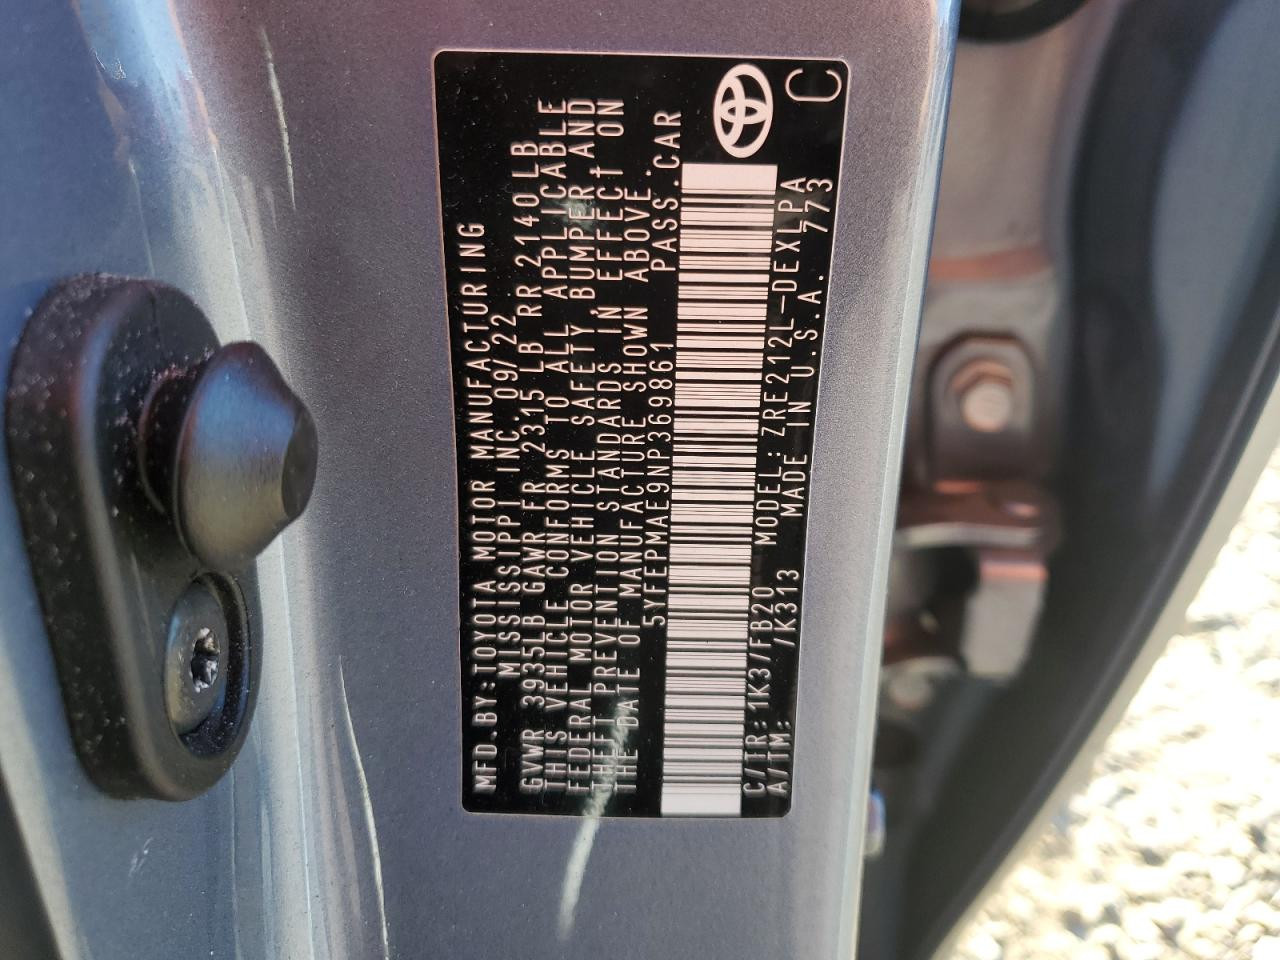 MFD.BY:TOYOTA MOTOR MANUFACTURING
MISSISSIPPI INC 09/22
GVWR 3935LB GAWR FR 2315LB RR 2140LB
THIS VEHICLE CONFORMS TO ALL APPLICABLE
FEDERAL MOTOR VEHICLE SAFETY, BUMPER, AND
THEFT PREVENTION STANDARDS IN EFFECT ON
THE DATE OF MANUFACTURE SHOWN ABOVE.
5YFEPMAE9NP369861 PASS.CAR
C/TR:1K3/FB20 MODEL:ZRE212L-DEXLPA
A/TM: /K313 MADE IN U.S.A. 773
C